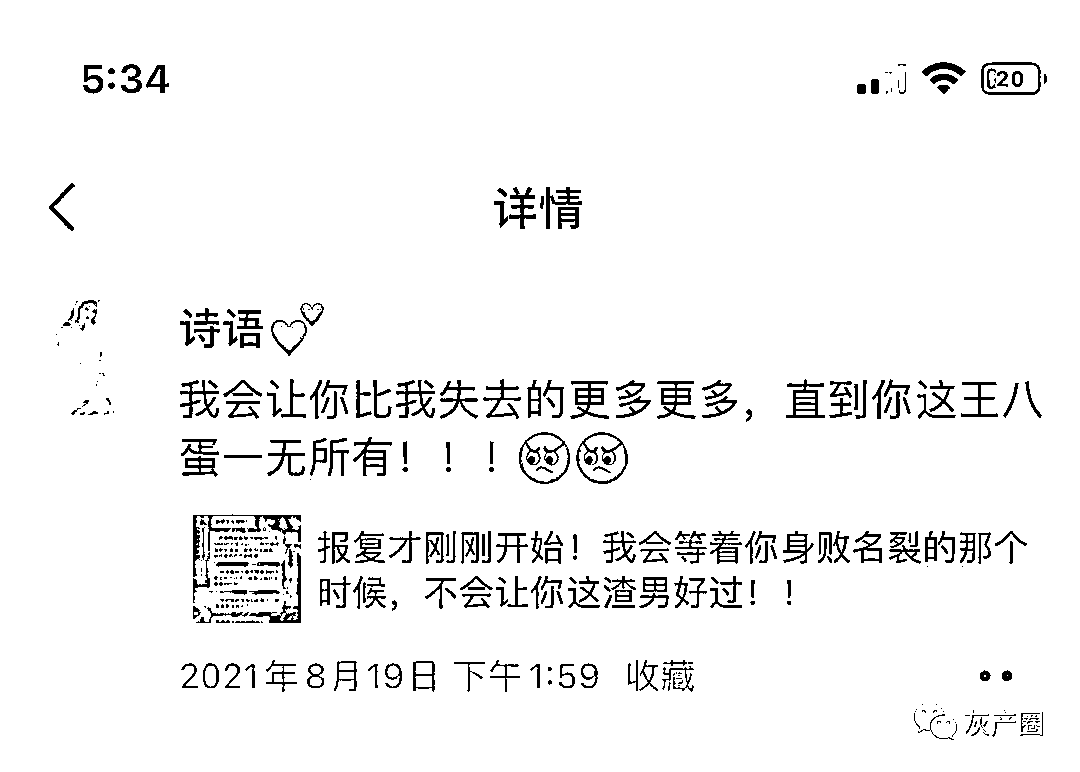 5:34
20
详情
诗语💕
我会让你比我失去的更多更多，直到你这王八
蛋一无所有！！！😡😡
报复才刚刚开始！我会等着你身败名裂的那个
时候，不会让你这渣男好过！！
2021年8月19日 下午1:59 收藏
灰产圈